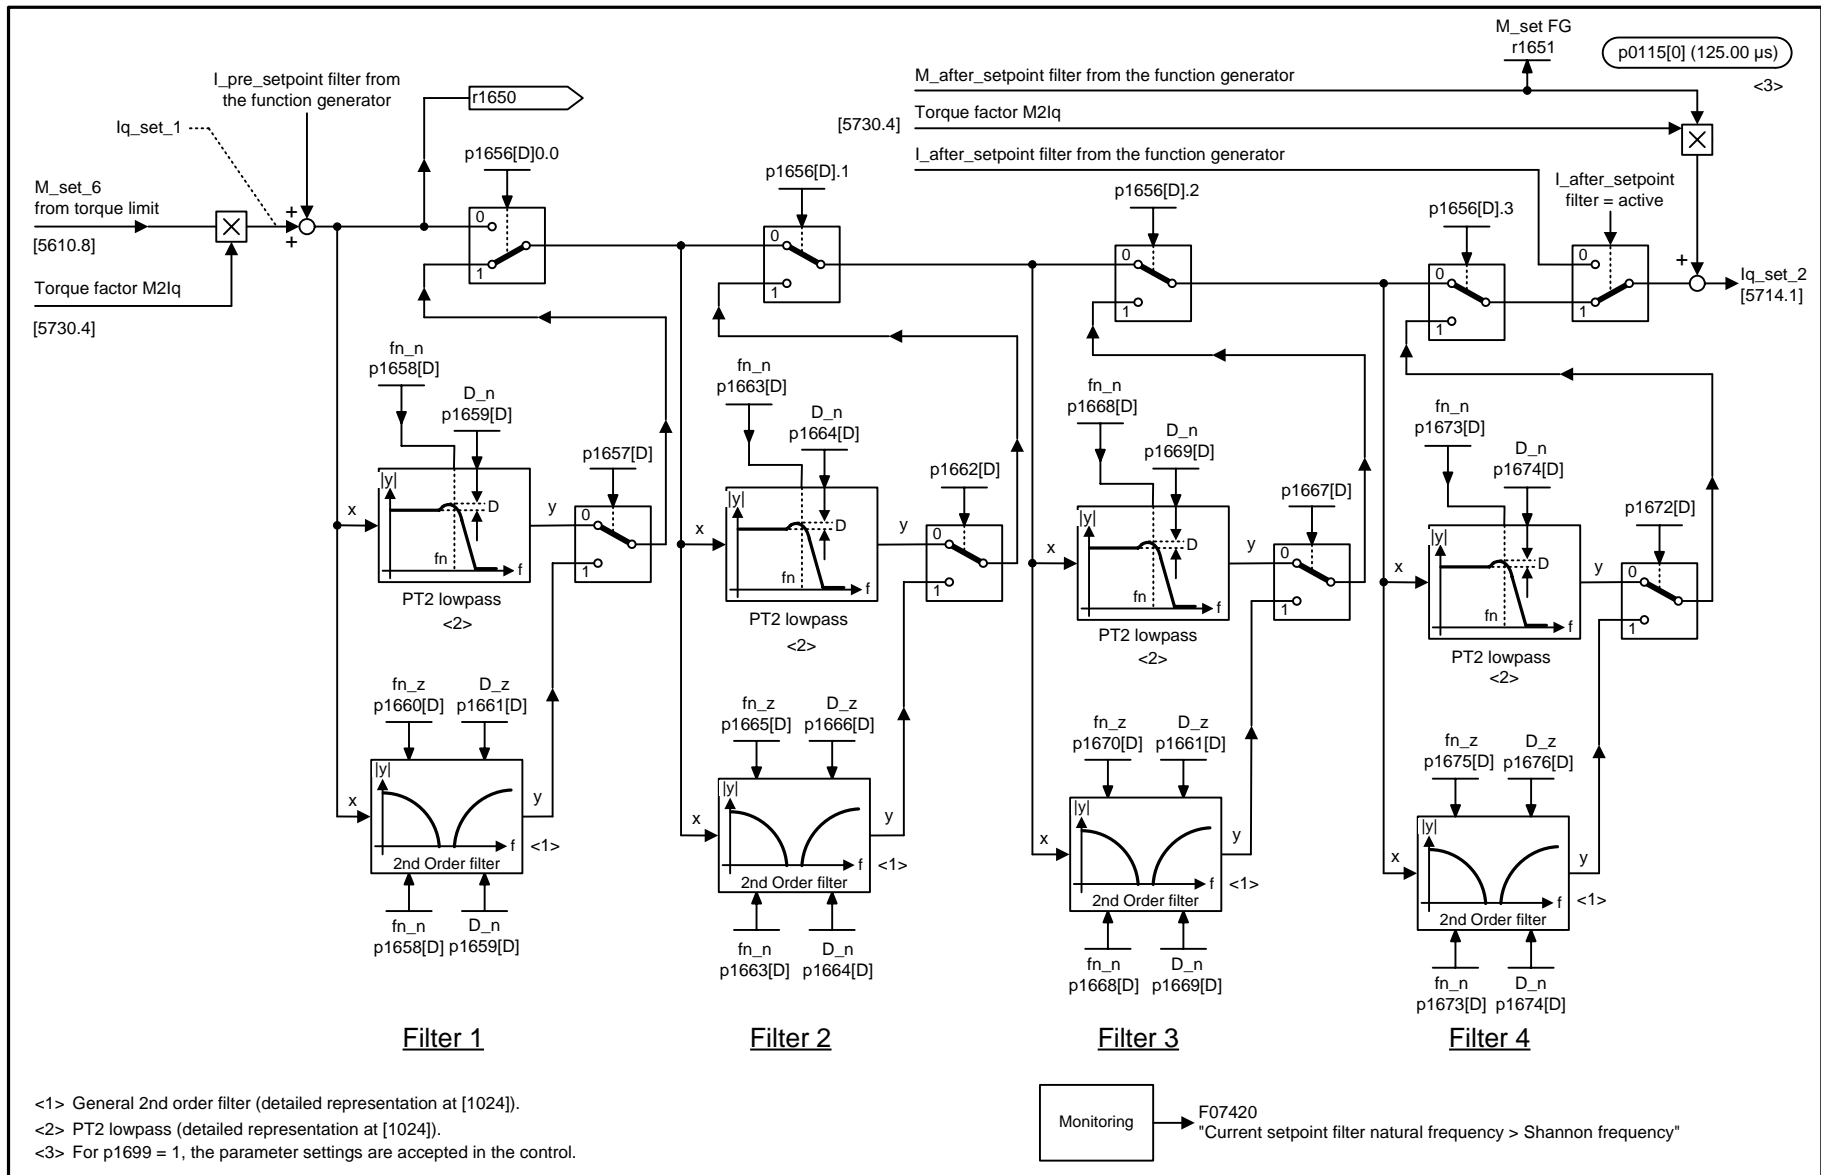 M_set FG
r1651
p0115[0] (125.00 µs)
<3>
I_pre_setpoint filter from
the function generator
M_after_setpoint filter from the function generator
r1650
Iq_set_1
Torque factor M2Iq
[5730.4]
I_after_setpoint filter from the function generator
p1656[D]0.0
p1656[D].1
p1656[D].2
p1656[D].3
I_after_setpoint
filter = active
M_set_6
from torque limit
[5610.8]
Torque factor M2Iq
[5730.4]
+
+
0
1
0
1
0
1
0
1
0
1
+
Iq_set_2
[5714.1]
fn_n
p1658[D]
D_n
p1659[D]
p1657[D]
|y|
D
x
y
fn
f
0
1
PT2 lowpass
<2>
fn_n
p1663[D]
D_n
p1664[D]
p1662[D]
|y|
D
x
y
fn
f
0
1
PT2 lowpass
<2>
fn_n
p1668[D]
D_n
p1669[D]
p1667[D]
|y|
D
x
y
fn
f
0
1
PT2 lowpass
<2>
fn_n
p1673[D]
D_n
p1674[D]
p1672[D]
|y|
D
x
y
fn
f
0
1
PT2 lowpass
<2>
fn_z
p1660[D]
D_z
p1661[D]
|y|
x
y
f
<1>
2nd Order filter
fn_n
p1658[D]
D_n
p1659[D]
fn_z
p1665[D]
D_z
p1666[D]
|y|
x
y
f
<1>
2nd Order filter
fn_n
p1663[D]
D_n
p1664[D]
fn_z
p1670[D]
D_z
p1661[D]
|y|
x
y
f
<1>
2nd Order filter
fn_n
p1668[D]
D_n
p1669[D]
fn_z
p1675[D]
D_z
p1676[D]
|y|
x
y
f
<1>
2nd Order filter
fn_n
p1673[D]
D_n
p1674[D]
Filter 1
Filter 2
Filter 3
Filter 4
<1> General 2nd order filter (detailed representation at [1024]).
<2> PT2 lowpass (detailed representation at [1024]).
<3> For p1699 = 1, the parameter settings are accepted in the control.
Monitoring
F07420
"Current setpoint filter natural frequency > Shannon frequency"